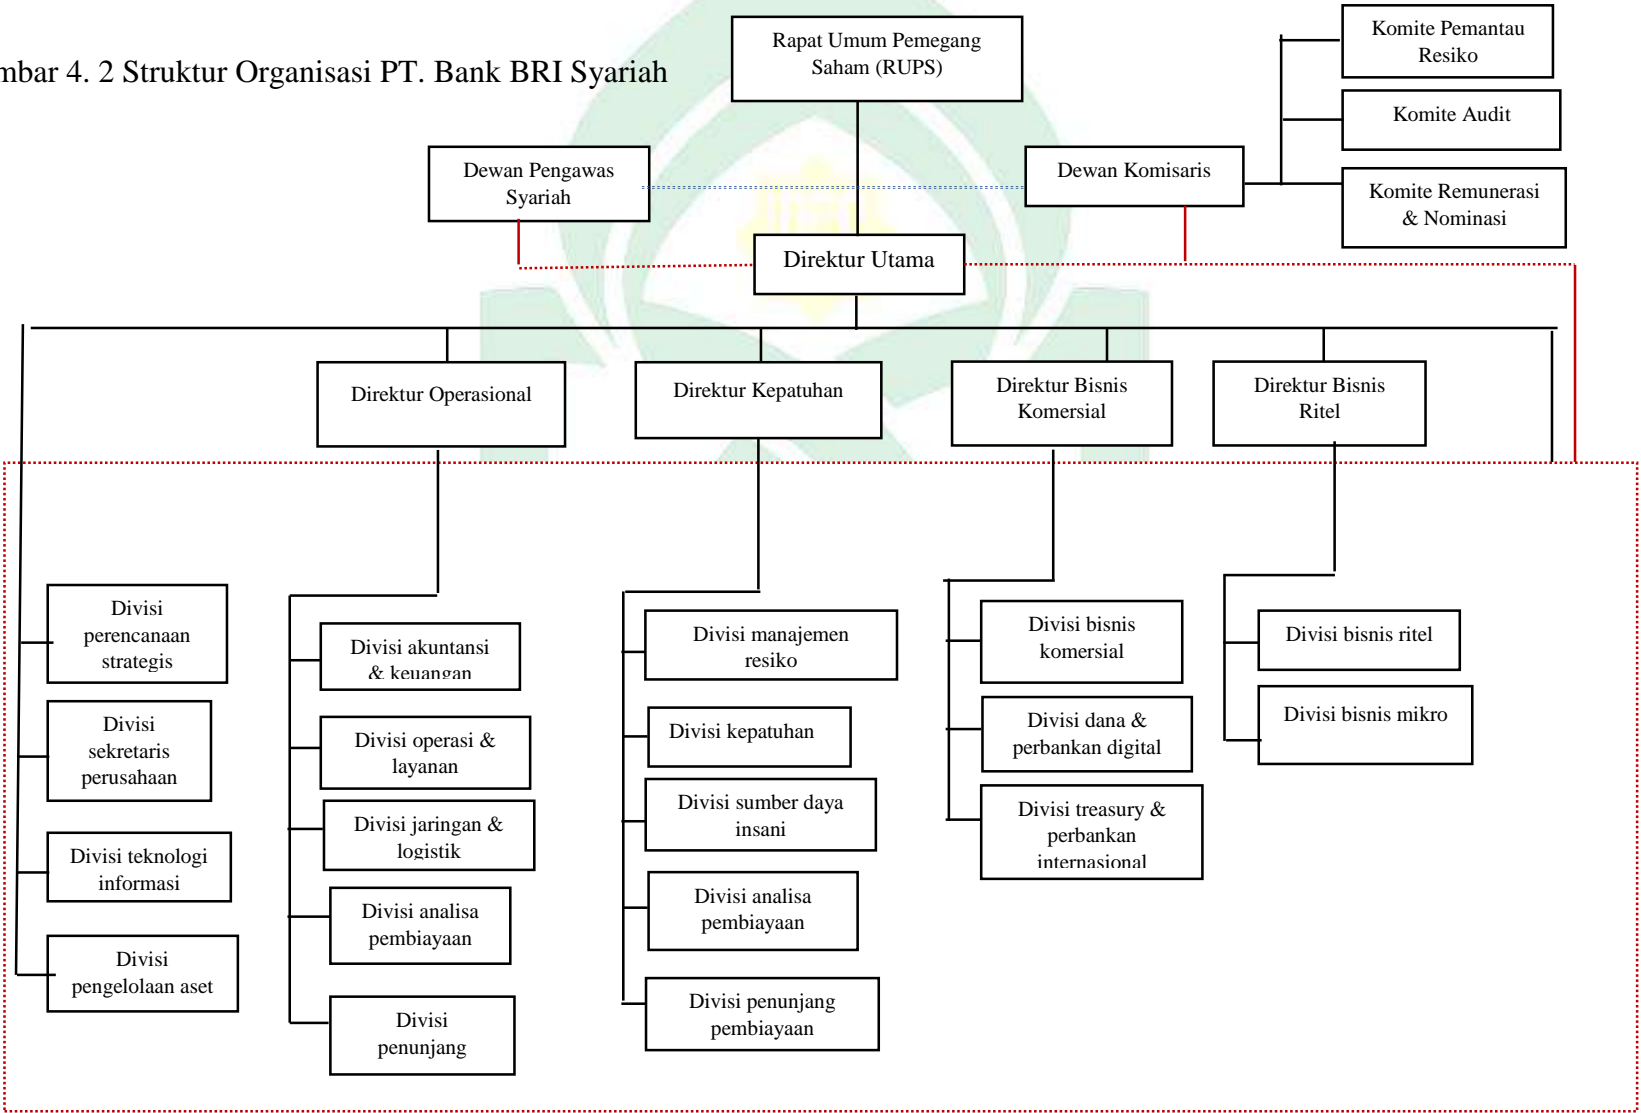 mbar 4. 2 Struktur Organisasi PT. Bank BRI Syariah
Rapat Umum Pemegang
Saham (RUPS)
Komite Pemantau
Resiko
Komite Audit
Komite Remunerasi
& Nominasi
Dewan Pengawas
Syariah
Dewan Komisaris
Direktur Utama
Direktur Operasional
Direktur Kepatuhan
Direktur Bisnis
Komersial
Direktur Bisnis
Ritel
Divisi
perencanaan
strategis
Divisi
sekretaris
perusahaan
Divisi teknologi
informasi
Divisi
pengelolaan aset
Divisi akuntansi
& keuangan
Divisi operasi &
layanan
Divisi jaringan &
logistik
Divisi analisa
pembiayaan
Divisi
penunjang
Divisi manajemen
resiko
Divisi kepatuhan
Divisi sumber daya
insani
Divisi analisa
pembiayaan
Divisi penunjang
pembiayaan
Divisi bisnis
komersial
Divisi dana &
perbankan digital
Divisi treasury &
perbankan
internasional
Divisi bisnis ritel
Divisi bisnis mikro